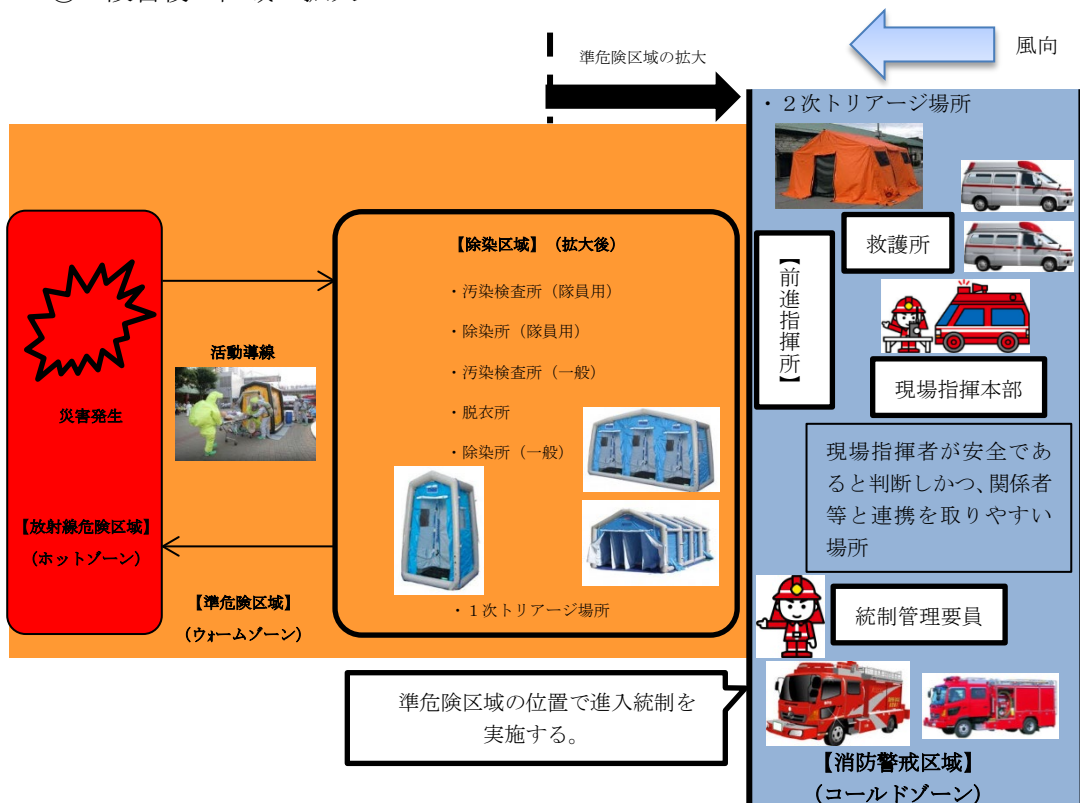 準危険区域の拡大
風向
・２次トリアージ場所
救護所
【前進指揮所】
現場指揮本部
現場指揮者が安全であ
ると判断しかつ、関係者
等と連携を取りやすい
場所
統制管理要員
【消防警戒区域】
（コールドゾーン）
【除染区域】（拡大後）
・汚染検査所（隊員用）
・除染所（隊員用）
・汚染検査所（一般）
・脱衣所
・除染所（一般）
・１次トリアージ場所
活動導線
災害発生
【放射線危険区域】
（ホットゾーン）
【準危険区域】
（ウォームゾーン）
準危険区域の位置で進入統制を
実施する。